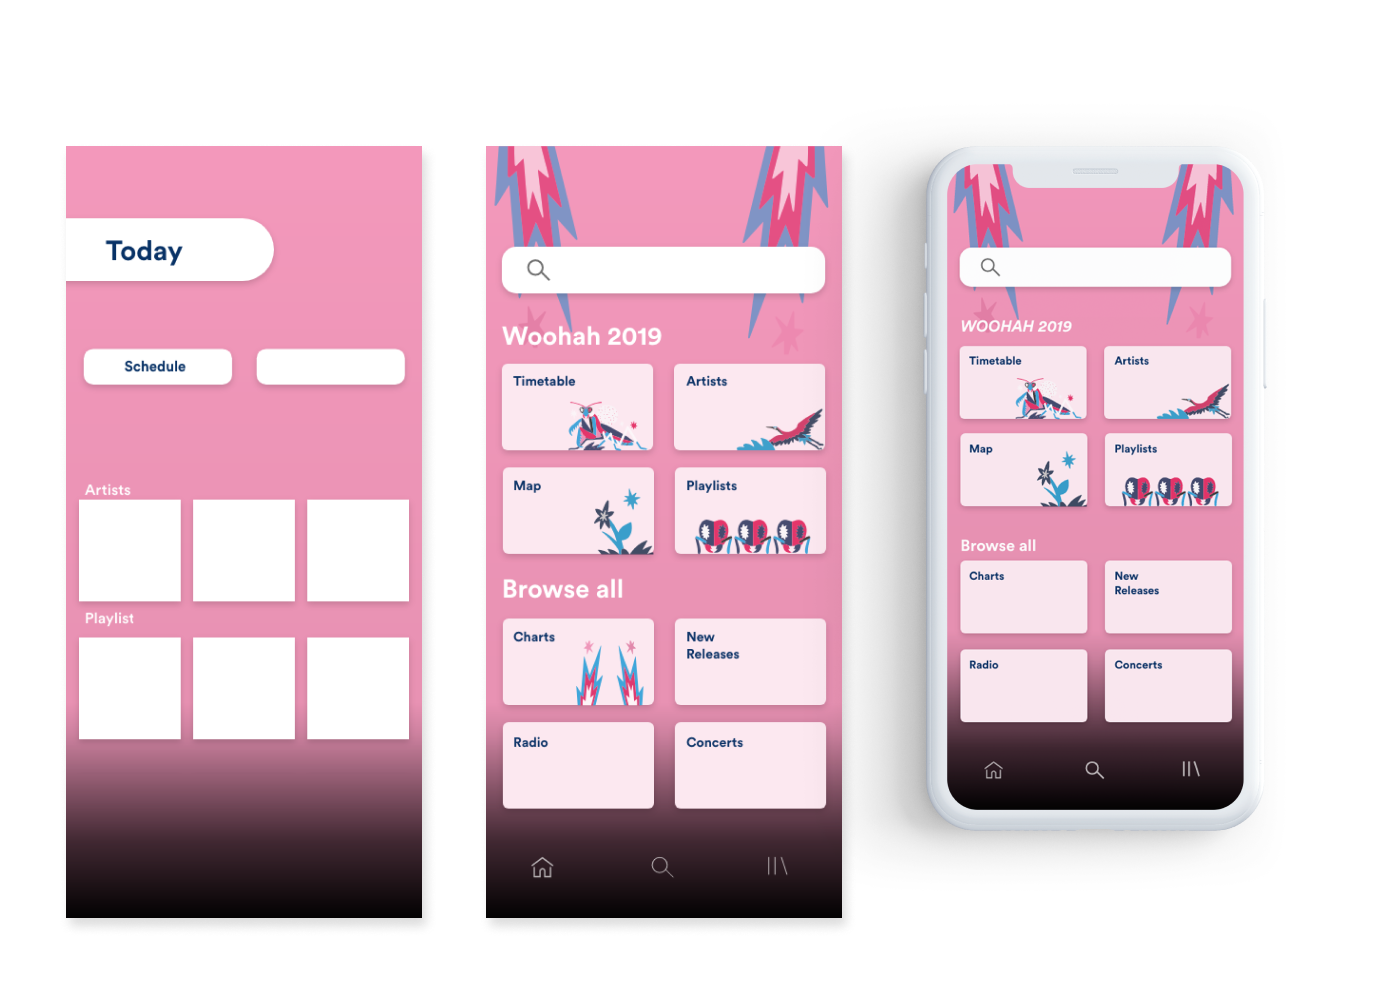 Today
Schedule
Artists
Playlist
Woohah 2019
Timetable
Artists
Map
Playlists
Browse all
Charts
New
Releases
Radio
Concerts
WOOHAH 2019
Timetable
Artists
Map
Playlists
Browse all
Charts
New
Releases
Radio
Concerts